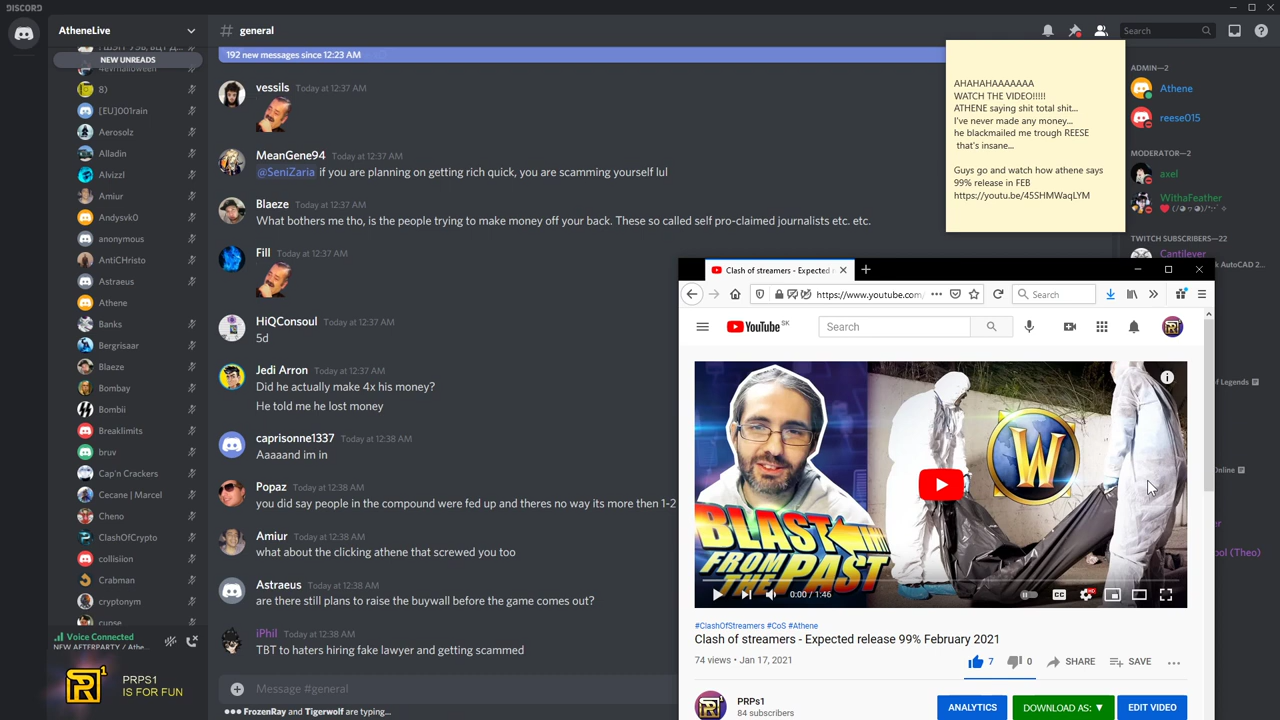 DISCORD
AtheneLive
# general
Search
NEW UNREADS
4evrhalloween
8)
[EU]001rain
Aerosolz
Alladin
Alvizzl
Amiur
Andysvk0
anonymous
AntiCHristo
Astraeus
Athene
Banks
Bergrisaar
Blaeze
Bombay
Bombii
Breaklimits
bruv
Cap'n Crackers
Cecane | Marcel
Cheno
ClashOfCrypto
collisiion
Crabman
cryptonym
cupse
Voice Connected
NEW AFTERPARTY / Athe...
PRPS1
IS FOR FUN
192 new messages since 12:23 AM
vessils Today at 12:37 AM
MeanGene94 Today at 12:37 AM
@SeniZaria if you are planning on getting rich quick, you are scamming yourself lul
Blaeze Today at 12:37 AM
What bothers me tho, is the people trying to make money off your back. These so called self pro-claimed journalists etc. etc.
Fill Today at 12:37 AM
HiQConsoul Today at 12:37 AM
5d
Jedi Arron Today at 12:37 AM
Did he actually make 4x his money?
He told me he lost money
caprisonne1337 Today at 12:38 AM
Aaaaand im in
Popaz Today at 12:38 AM
you did say people in the compound were fed up and theres no way its more then 1-2
Amiur Today at 12:38 AM
what about the clicking athene that screwed you too
Astraeus Today at 12:38 AM
are there still plans to raise the buywall before the game comes out?
iPhil Today at 12:38 AM
TBT to haters hiring fake lawyer and getting scammed
Message #general
FrozenRay and Tigerwolf are typing...
AHAHAHAAAAAAA
WATCH THE VIDEO!!!!!
ATHENE saying shit total shit...
I've never made any money...
he blackmailed me trough REESE
that's insane...
Guys go and watch how athene says
99% release in FEB
https://youtu.be/45SHMWaqLYM
ADMIN—2
Athene
reese015
MODERATOR—2
axel
WithaFeather
TWITCH SUBSCRIBERS—22
Cantilever
k AutoCAD 2...
f Legends
Online
er
ool (Theo)
Clash of streamers - Expected r
https://www.youtube.com/
Search
YouTube SK
Search
BLAST
FROM
THE PAST
W
0:00 / 1:46
CC
HD
#ClashOfStreamers #CoS #Athene
Clash of streamers - Expected release 99% February 2021
74 views • Jan 17, 2021
7
0
SHARE
SAVE
PRPs1
84 subscribers
ANALYTICS
DOWNLOAD AS: ▼
EDIT VIDEO